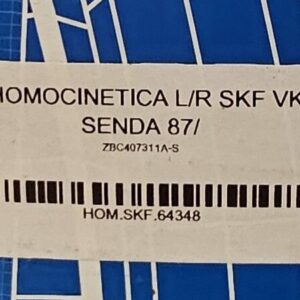 HOMOCINETICA L/R SKF VK
SENDA 87/
ZBC407311A-S
HOM.SKF.64348